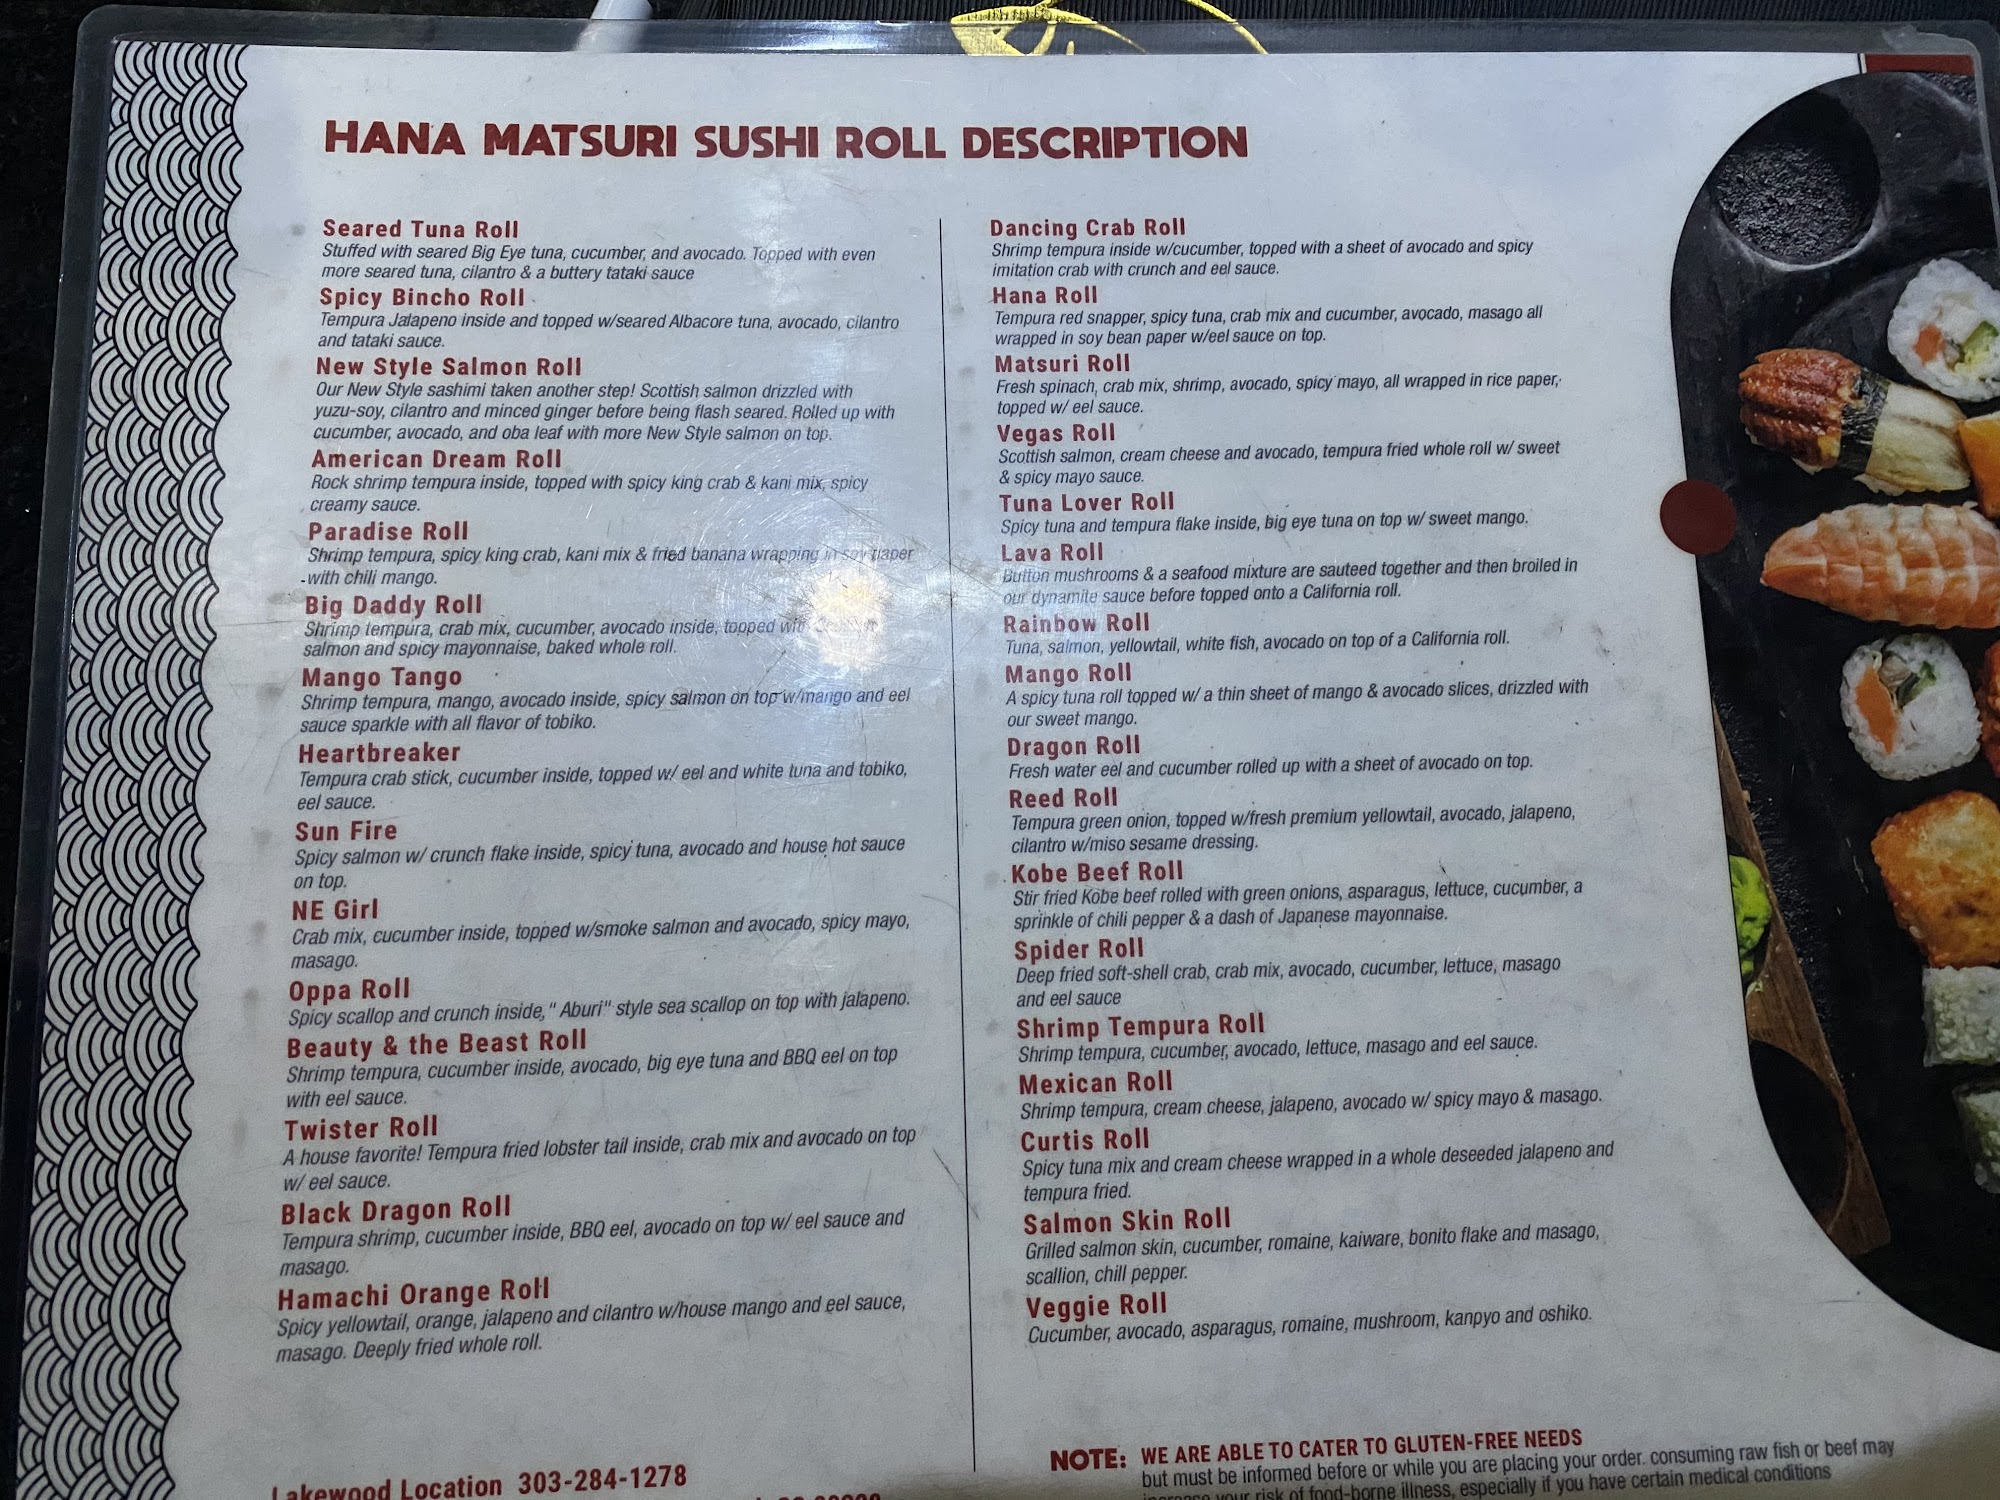 HANA MATSURI SUSHI ROLL DESCRIPTION
Seared Tuna Roll
Stuffed with seared Big Eye tuna, cucumber, and avocado. Topped with even
more seared tuna, cilantro & a buttery tataki sauce
Spicy Bincho Roll
Tempura Jalapeno inside and topped w/seared Albacore tuna, avocado, cilantro
and tataki sauce.
New Style Salmon Roll
Our New Style sashimi taken another step! Scottish salmon drizzled with
yuzu-soy, cilantro and minced ginger before being flash seared. Rolled up with
cucumber, avocado, and oba leaf with more New Style salmon on top.
American Dream Roll
Rock shrimp tempura inside, topped with spicy king crab & kani mix, spicy
creamy sauce.
Paradise Roll
Shrimp tempura, spicy king crab, kani mix & fried banana wrapping in soy paper
with chili mango.
Big Daddy Roll
Shrimp tempura, crab mix, cucumber, avocado inside, topped with
salmon and spicy mayonnaise, baked whole roll.
Mango Tango
Shrimp tempura, mango, avocado inside, spicy salmon on top w/mango and eel
sauce sparkle with all flavor of tobiko.
Heartbreaker
Tempura crab stick, cucumber inside, topped w/ eel and white tuna and tobiko,
eel sauce.
Sun Fire
Spicy salmon w/ crunch flake inside, spicy tuna, avocado and house hot sauce
on top.
NE Girl
Crab mix, cucumber inside, topped w/smoke salmon and avocado, spicy mayo,
masago.
Oppa Roll
Spicy scallop and crunch inside, " Aburi" style sea scallop on top with jalapeno.
Beauty & the Beast Roll
Shrimp tempura, cucumber inside, avocado, big eye tuna and BBQ eel on top
with eel sauce.
Twister Roll
A house favorite! Tempura fried lobster tail inside, crab mix and avocado on top
w/ eel sauce.
Black Dragon Roll
Tempura shrimp, cucumber inside, BBQ eel, avocado on top w/ eel sauce and
masago.
Hamachi Orange Roll
Spicy yellowtail, orange, jalapeno and cilantro w/house mango and eel sauce,
masago. Deeply fried whole roll.
Lakewood Location 303-284-1278
Dancing Crab Roll
Shrimp tempura inside w/cucumber, topped with a sheet of avocado and spicy
imitation crab with crunch and eel sauce.
Hana Roll
Tempura red snapper, spicy tuna, crab mix and cucumber, avocado, masago all
wrapped in soy bean paper w/eel sauce on top.
Matsuri Roll
Fresh spinach, crab mix, shrimp, avocado, spicy mayo, all wrapped in rice paper,
topped w/ eel sauce.
Vegas Roll
Scottish salmon, cream cheese and avocado, tempura fried whole roll w/ sweet
& spicy mayo sauce.
Tuna Lover Roll
Spicy tuna and tempura flake inside, big eye tuna on top w/ sweet mango.
Lava Roll
Button mushrooms & a seafood mixture are sauteed together and then broiled in
our dynamite sauce before topped onto a California roll.
Rainbow Roll
Tuna, salmon, yellowtail, white fish, avocado on top of a California roll.
Mango Roll
A spicy tuna roll topped w/ a thin sheet of mango & avocado slices, drizzled with
our sweet mango.
Dragon Roll
Fresh water eel and cucumber rolled up with a sheet of avocado on top.
Reed Roll
Tempura green onion, topped w/fresh premium yellowtail, avocado, jalapeno,
cilantro w/miso sesame dressing.
Kobe Beef Roll
Stir fried Kobe beef rolled with green onions, asparagus, lettuce, cucumber, a
sprinkle of chili pepper & a dash of Japanese mayonnaise.
Spider Roll
Deep fried soft-shell crab, crab mix, avocado, cucumber, lettuce, masago
and eel sauce
Shrimp Tempura Roll
Shrimp tempura, cucumber, avocado, lettuce, masago and eel sauce.
Mexican Roll
Shrimp tempura, cream cheese, jalapeno, avocado w/ spicy mayo & masago.
Curtis Roll
Spicy tuna mix and cream cheese wrapped in a whole deseeded jalapeno and
tempura fried.
Salmon Skin Roll
Grilled salmon skin, cucumber, romaine, kaiware, bonito flake and masago,
scallion, chill pepper.
Veggie Roll
Cucumber, avocado, asparagus, romaine, mushroom, kanpyo and oshiko.
NOTE: WE ARE ABLE TO CATER TO GLUTEN-FREE NEEDS
but must be informed before or while you are placing your order. consuming raw fish or beef may
increase your risk of food-borne illness, especially if you have certain medical conditions